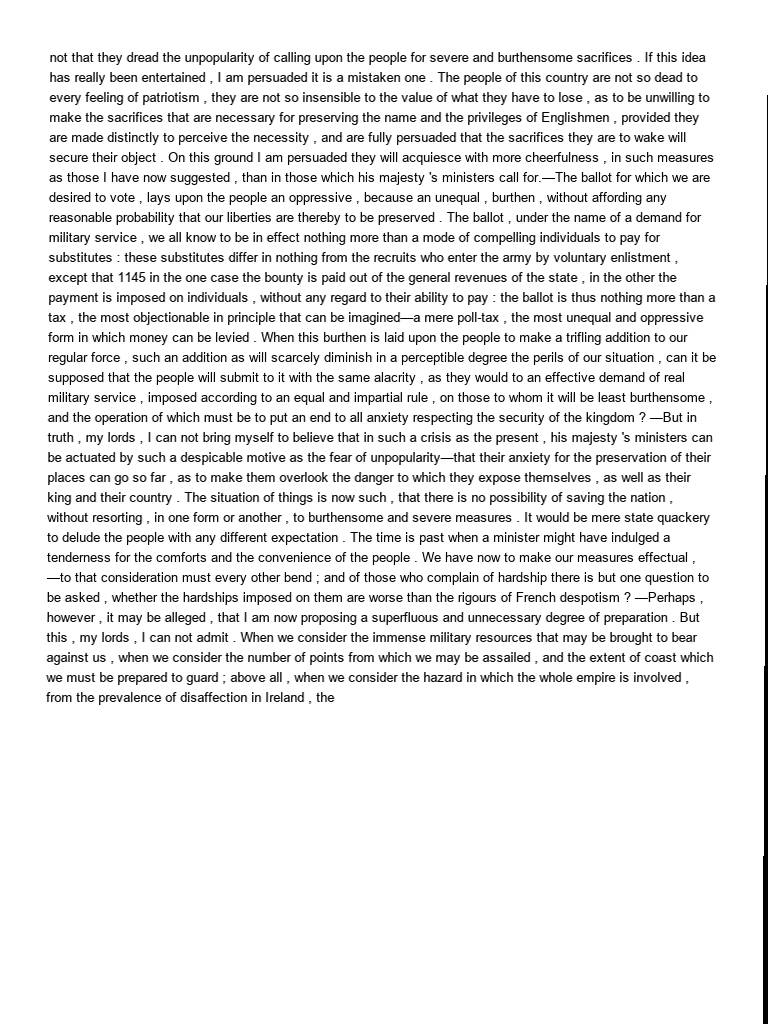 not that they dread the unpopularity of calling upon the people for severe and burthensome sacrifices . If this idea
has really been entertained , I am persuaded it is a mistaken one . The people of this country are not so dead to
every feeling of patriotism , they are not so insensible to the value of what they have to lose , as to be unwilling to
make the sacrifices that are necessary for preserving the name and the privileges of Englishmen , provided they
are made distinctly to perceive the necessity , and are fully persuaded that the sacrifices they are to wake will
secure their object . On this ground I am persuaded they will acquiesce with more cheerfulness , in such measures
as those I have now suggested , than in those which his majesty 's ministers call for.—The ballot for which we are
desired to vote , lays upon the people an oppressive , because an unequal , burthen , without affording any
reasonable probability that our liberties are thereby to be preserved . The ballot , under the name of a demand for
military service , we all know to be in effect nothing more than a mode of compelling individuals to pay for
substitutes : these substitutes differ in nothing from the recruits who enter the army by voluntary enlistment ,
except that 1145 in the one case the bounty is paid out of the general revenues of the state , in the other the
payment is imposed on individuals , without any regard to their ability to pay : the ballot is thus nothing more than a
tax , the most objectionable in principle that can be imagined—a mere poll-tax , the most unequal and oppressive
form in which money can be levied . When this burthen is laid upon the people to make a trifling addition to our
regular force , such an addition as will scarcely diminish in a perceptible degree the perils of our situation , can it be
supposed that the people will submit to it with the same alacrity , as they would to an effective demand of real
military service , imposed according to an equal and impartial rule , on those to whom it will be least burthensome ,
and the operation of which must be to put an end to all anxiety respecting the security of the kingdom ? —But in
truth , my lords , I can not bring myself to believe that in such a crisis as the present , his majesty 's ministers can
be actuated by such a despicable motive as the fear of unpopularity—that their anxiety for the preservation of their
places can go so far , as to make them overlook the danger to which they expose themselves , as well as their
king and their country . The situation of things is now such , that there is no possibility of saving the nation ,
without resorting , in one form or another , to burthensome and severe measures . It would be mere state quackery
to delude the people with any different expectation . The time is past when a minister might have indulged a
tenderness for the comforts and the convenience of the people . We have now to make our measures effectual ,
—to that consideration must every other bend ; and of those who complain of hardship there is but one question to
be asked , whether the hardships imposed on them are worse than the rigours of French despotism ? —Perhaps ,
however , it may be alleged , that I am now proposing a superfluous and unnecessary degree of preparation . But
this , my lords , I can not admit . When we consider the immense military resources that may be brought to bear
against us , when we consider the number of points from which we may be assailed , and the extent of coast which
we must be prepared to guard ; above all , when we consider the hazard in which the whole empire is involved ,
from the prevalence of disaffection in Ireland , the